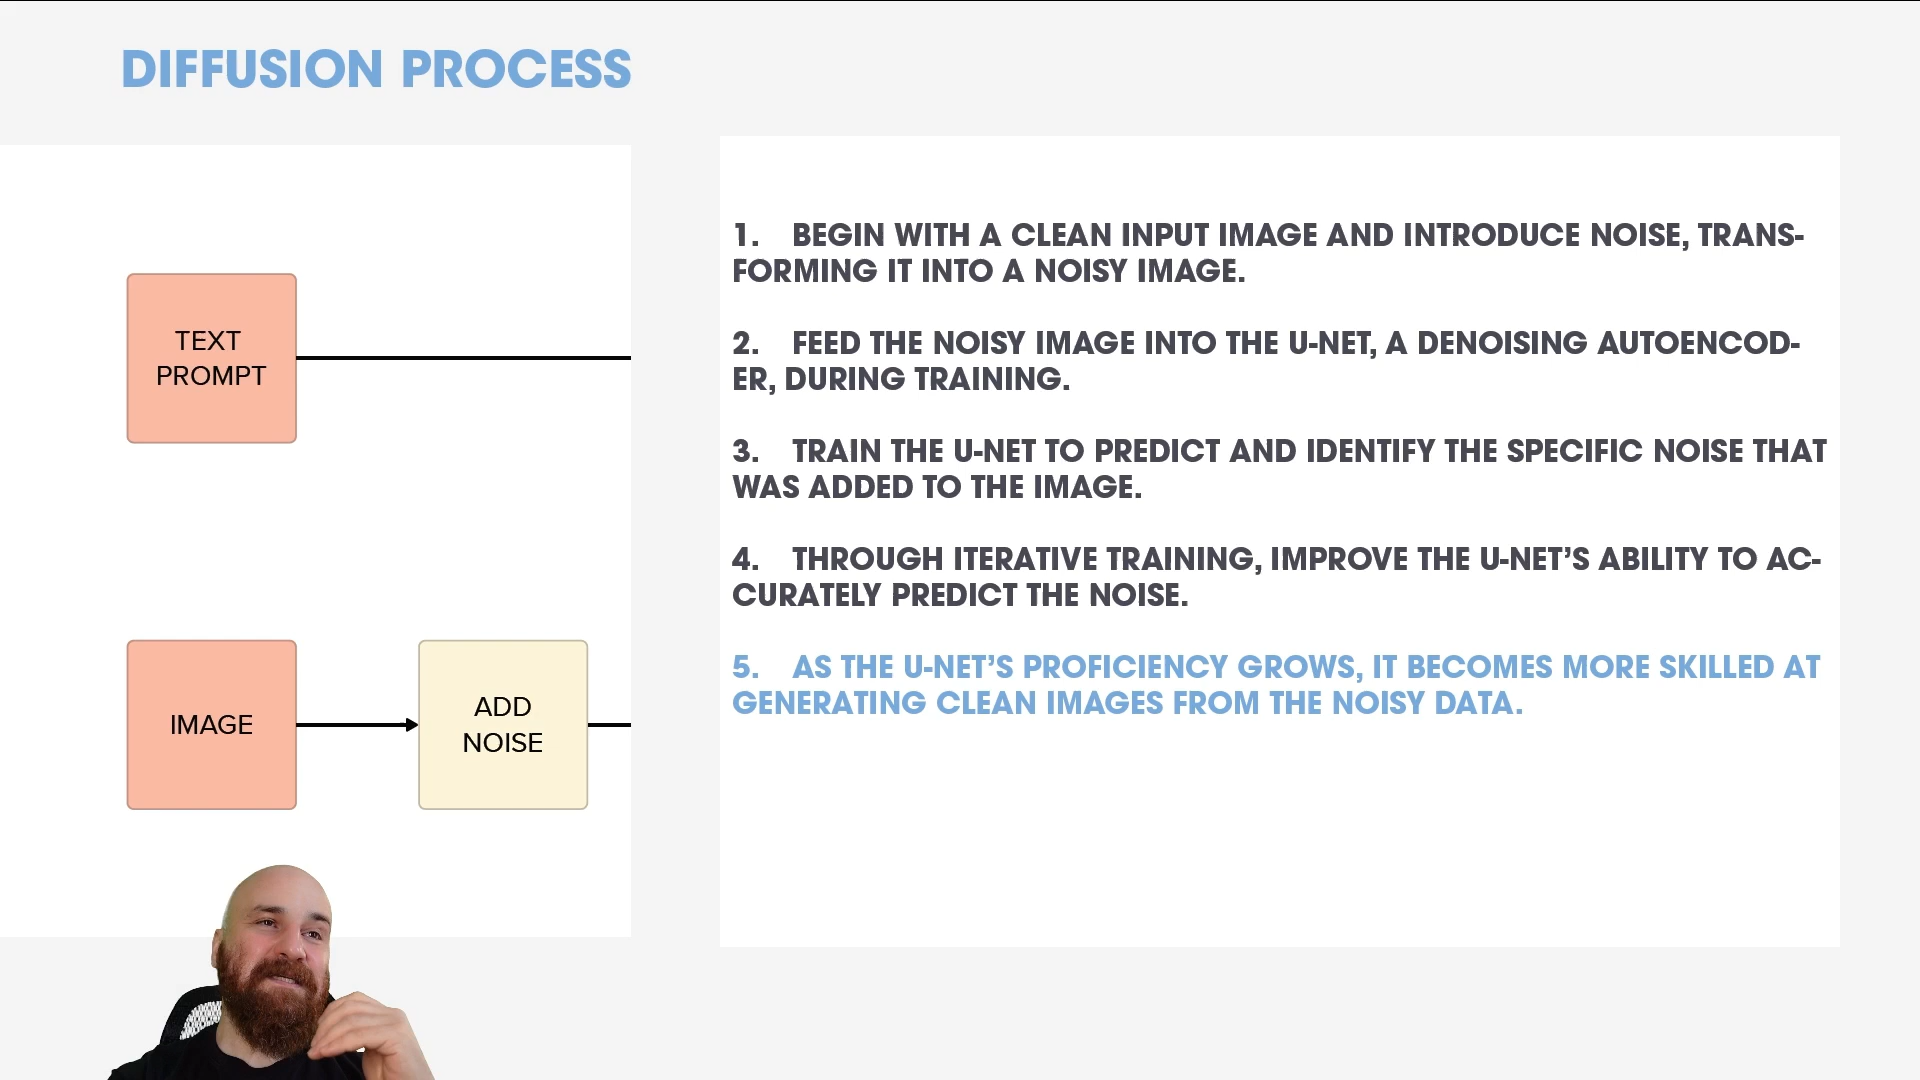 DIFFUSION PROCESS
TEXT
PROMPT
IMAGE
ADD
NOISE
1. BEGIN WITH A CLEAN INPUT IMAGE AND INTRODUCE NOISE, TRANS-
FORMING IT INTO A NOISY IMAGE.
2. FEED THE NOISY IMAGE INTO THE U-NET, A DENOISING AUTOENCOD-
ER, DURING TRAINING.
3. TRAIN THE U-NET TO PREDICT AND IDENTIFY THE SPECIFIC NOISE THAT
WAS ADDED TO THE IMAGE.
4. THROUGH ITERATIVE TRAINING, IMPROVE THE U-NET’S ABILITY TO AC-
CURATELY PREDICT THE NOISE.
5. AS THE U-NET’S PROFICIENCY GROWS, IT BECOMES MORE SKILLED AT
GENERATING CLEAN IMAGES FROM THE NOISY DATA.